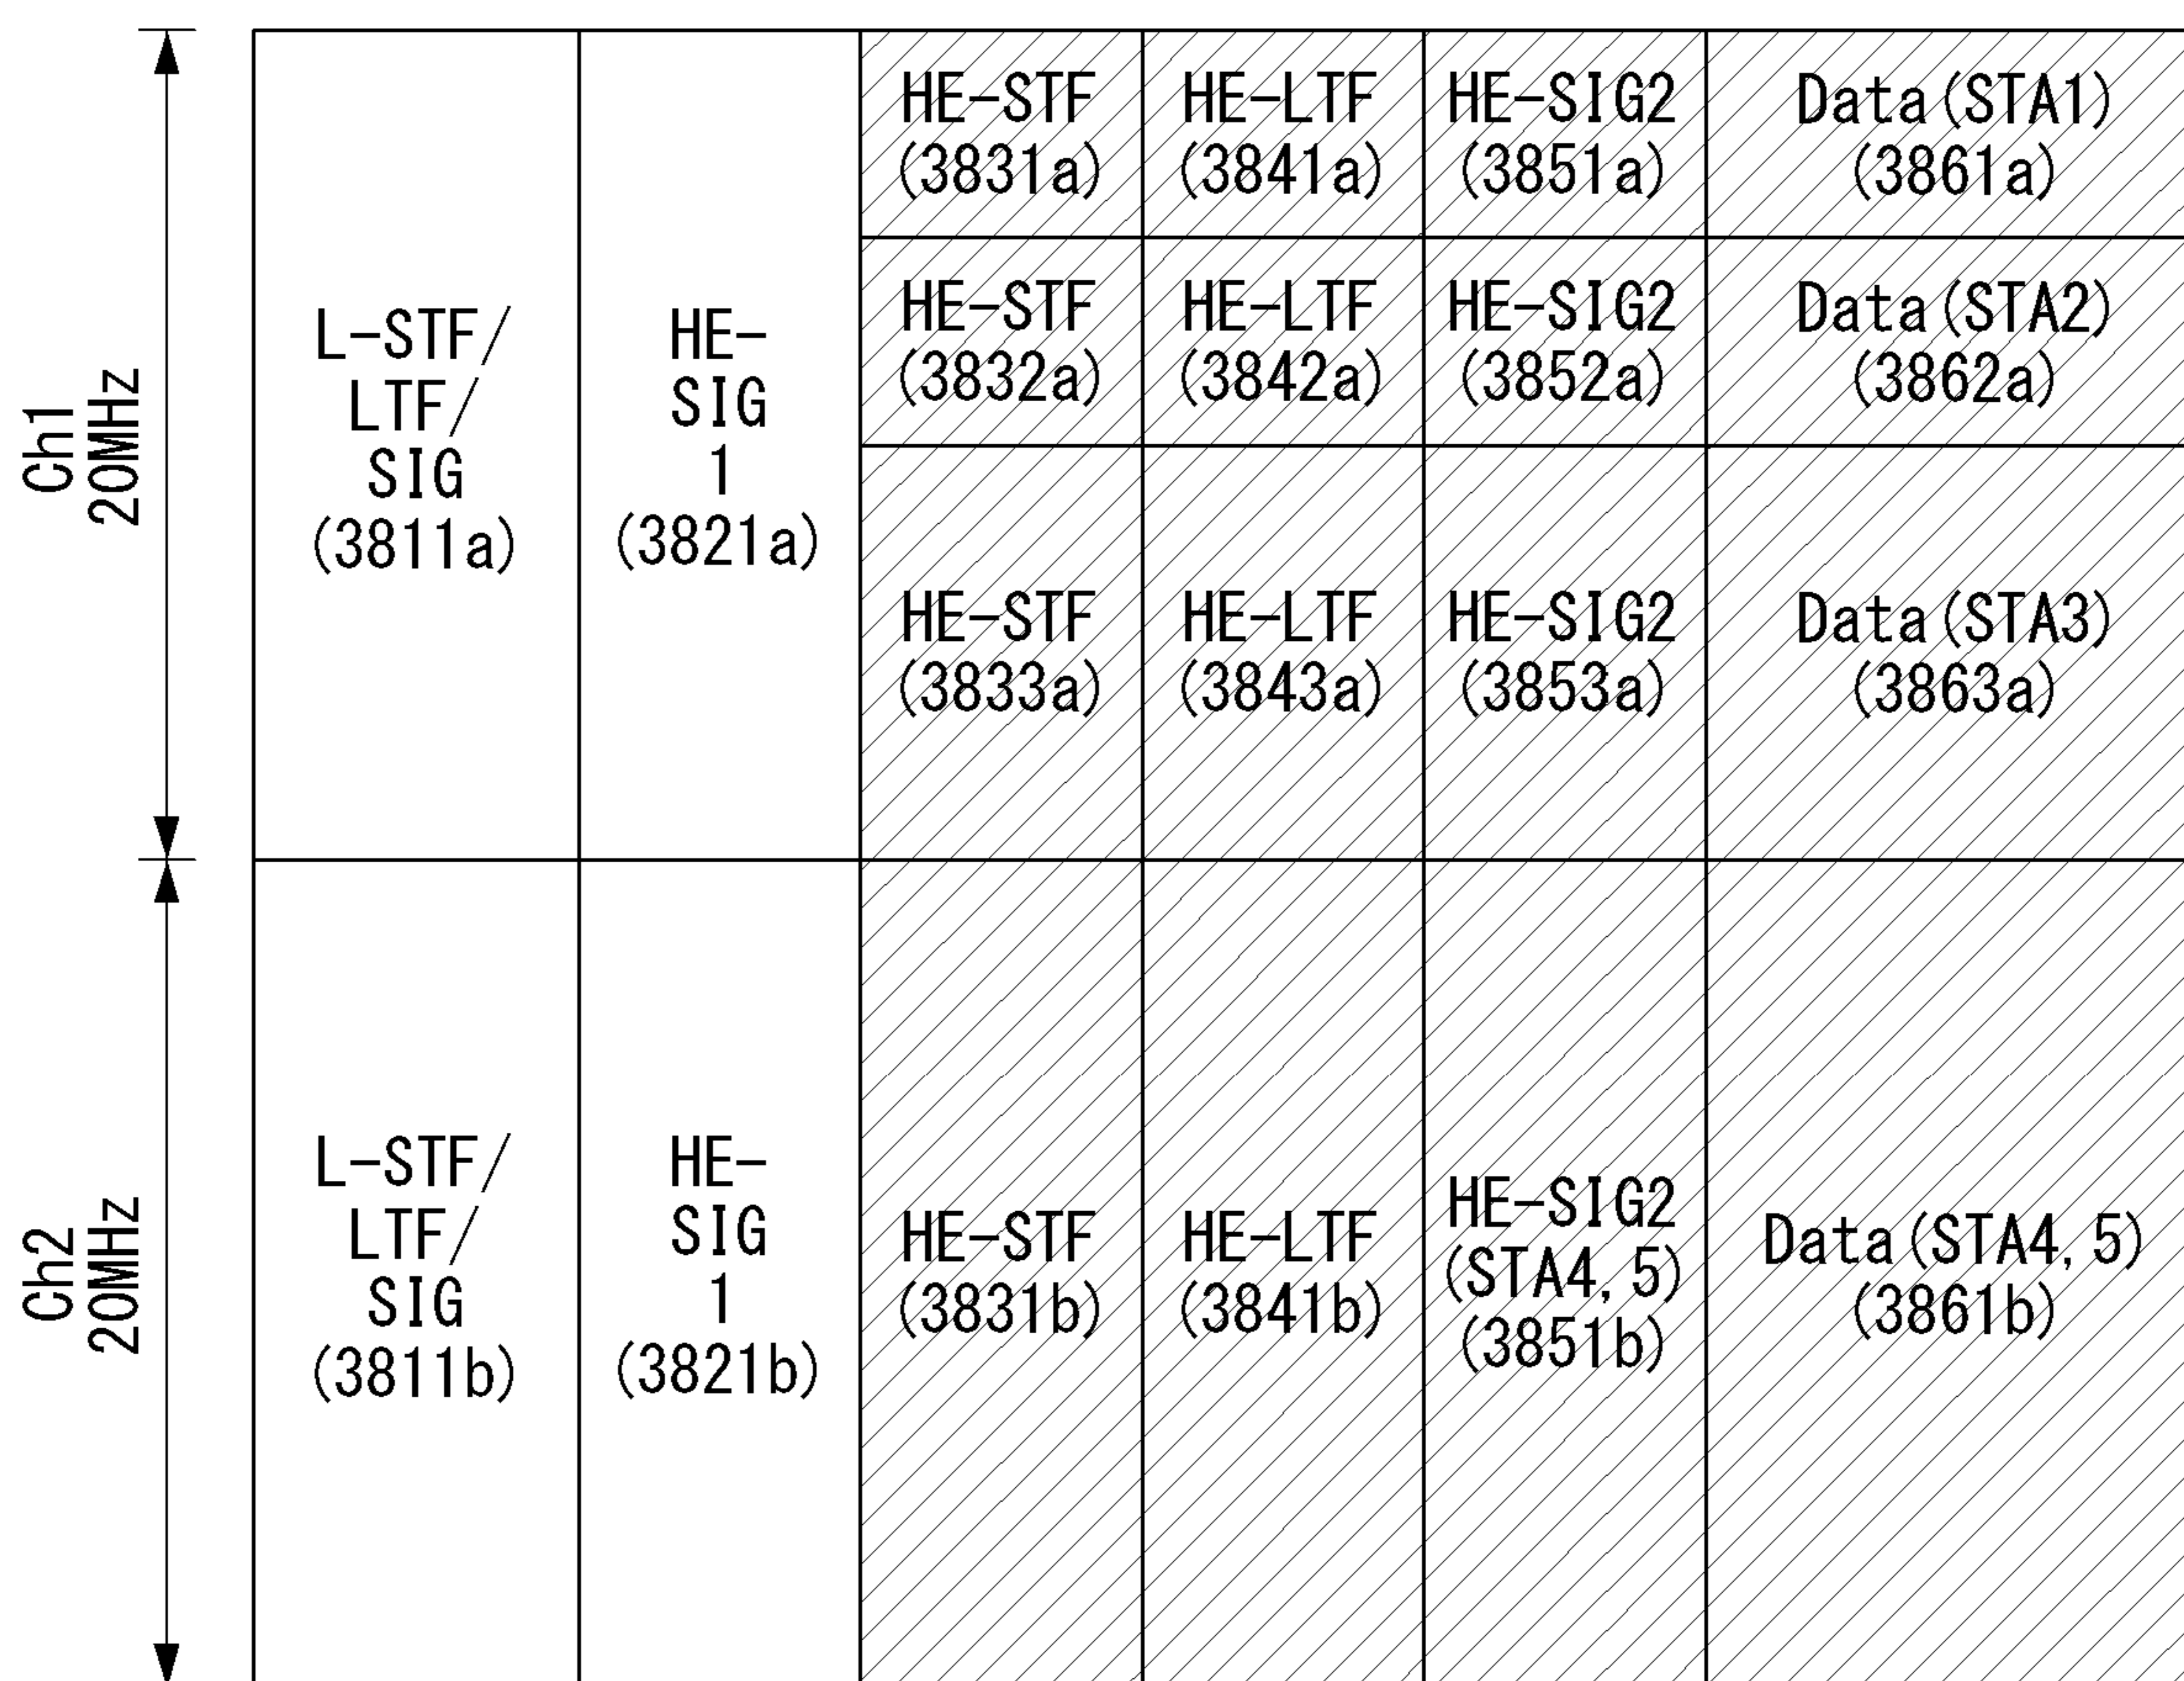 Ch1
20MHz
L-STF/
LTF/
SIG
(3811a)
HE-
SIG
1
(3821a)
HE-STF
(3831a)
HE-LTF
(3841a)
HE-SIG2
(3851a)
Data(STA1)
(3861a)
HE-STF
(3832a)
HE-LTF
(3842a)
HE-SIG2
(3852a)
Data(STA2)
(3862a)
HE-STF
(3833a)
HE-LTF
(3843a)
HE-SIG2
(3853a)
Data(STA3)
(3863a)
Ch2
20MHz
L-STF/
LTF/
SIG
(3811b)
HE-
SIG
1
(3821b)
HE-STF
(3831b)
HE-LTF
(3841b)
HE-SIG2
(STA4, 5)
(3851b)
Data(STA4, 5)
(3861b)